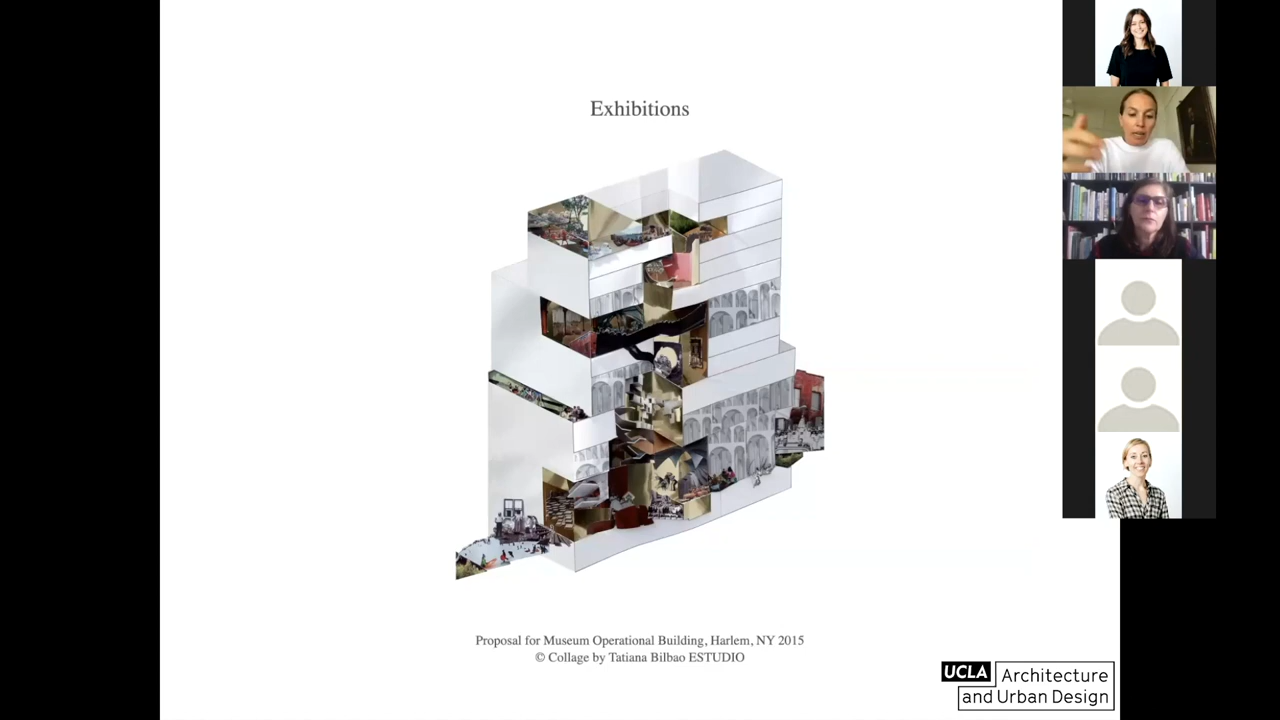 Exhibitions
Proposal for Museum Operational Building, Harlem, NY 2015
© Collage by Tatiana Bilbao ESTUDIO
UCLA Architecture
and Urban Design